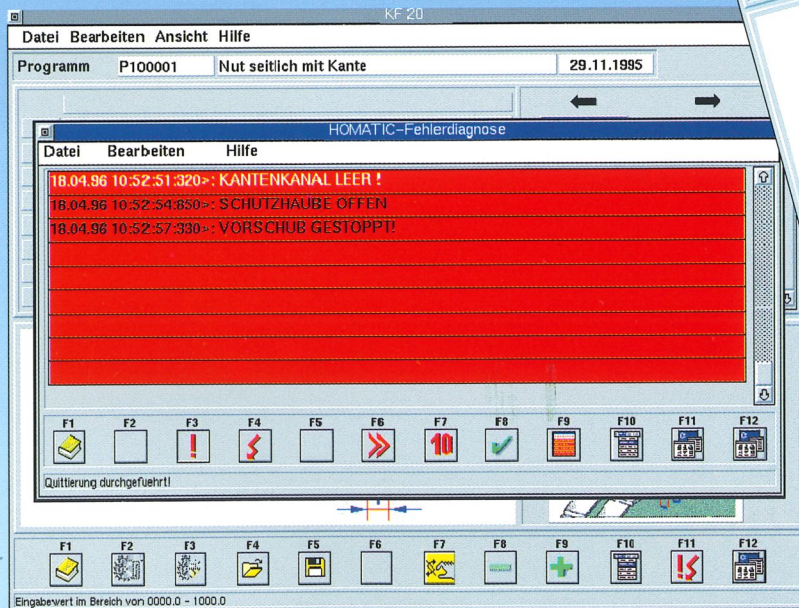 KF 20
Datei Bearbeiten Ansicht Hilfe
Programm P100001 Nut seitlich mit Kante 29.11.1995
HOMATIC-Fehlerdiagnose
Datei Bearbeiten Hilfe
18.04.96 10:52:51:320>: KANTENKANAL LEER !
18.04.96 10:52:54:850>: SCHUTZHAUBE OFFEN
18.04.96 10:52:57:330>: VORSCHUB GESTOPPT!
F1 F2 F3 F4 F5 F6 F7 F8 F9 F10 F11 F12
10
Quittierung durchgefuehrt!
F1 F2 F3 F4 F5 F6 F7 F8 F9 F10 F11 F12
Eingabewert im Bereich von 0000.0 - 1000.0